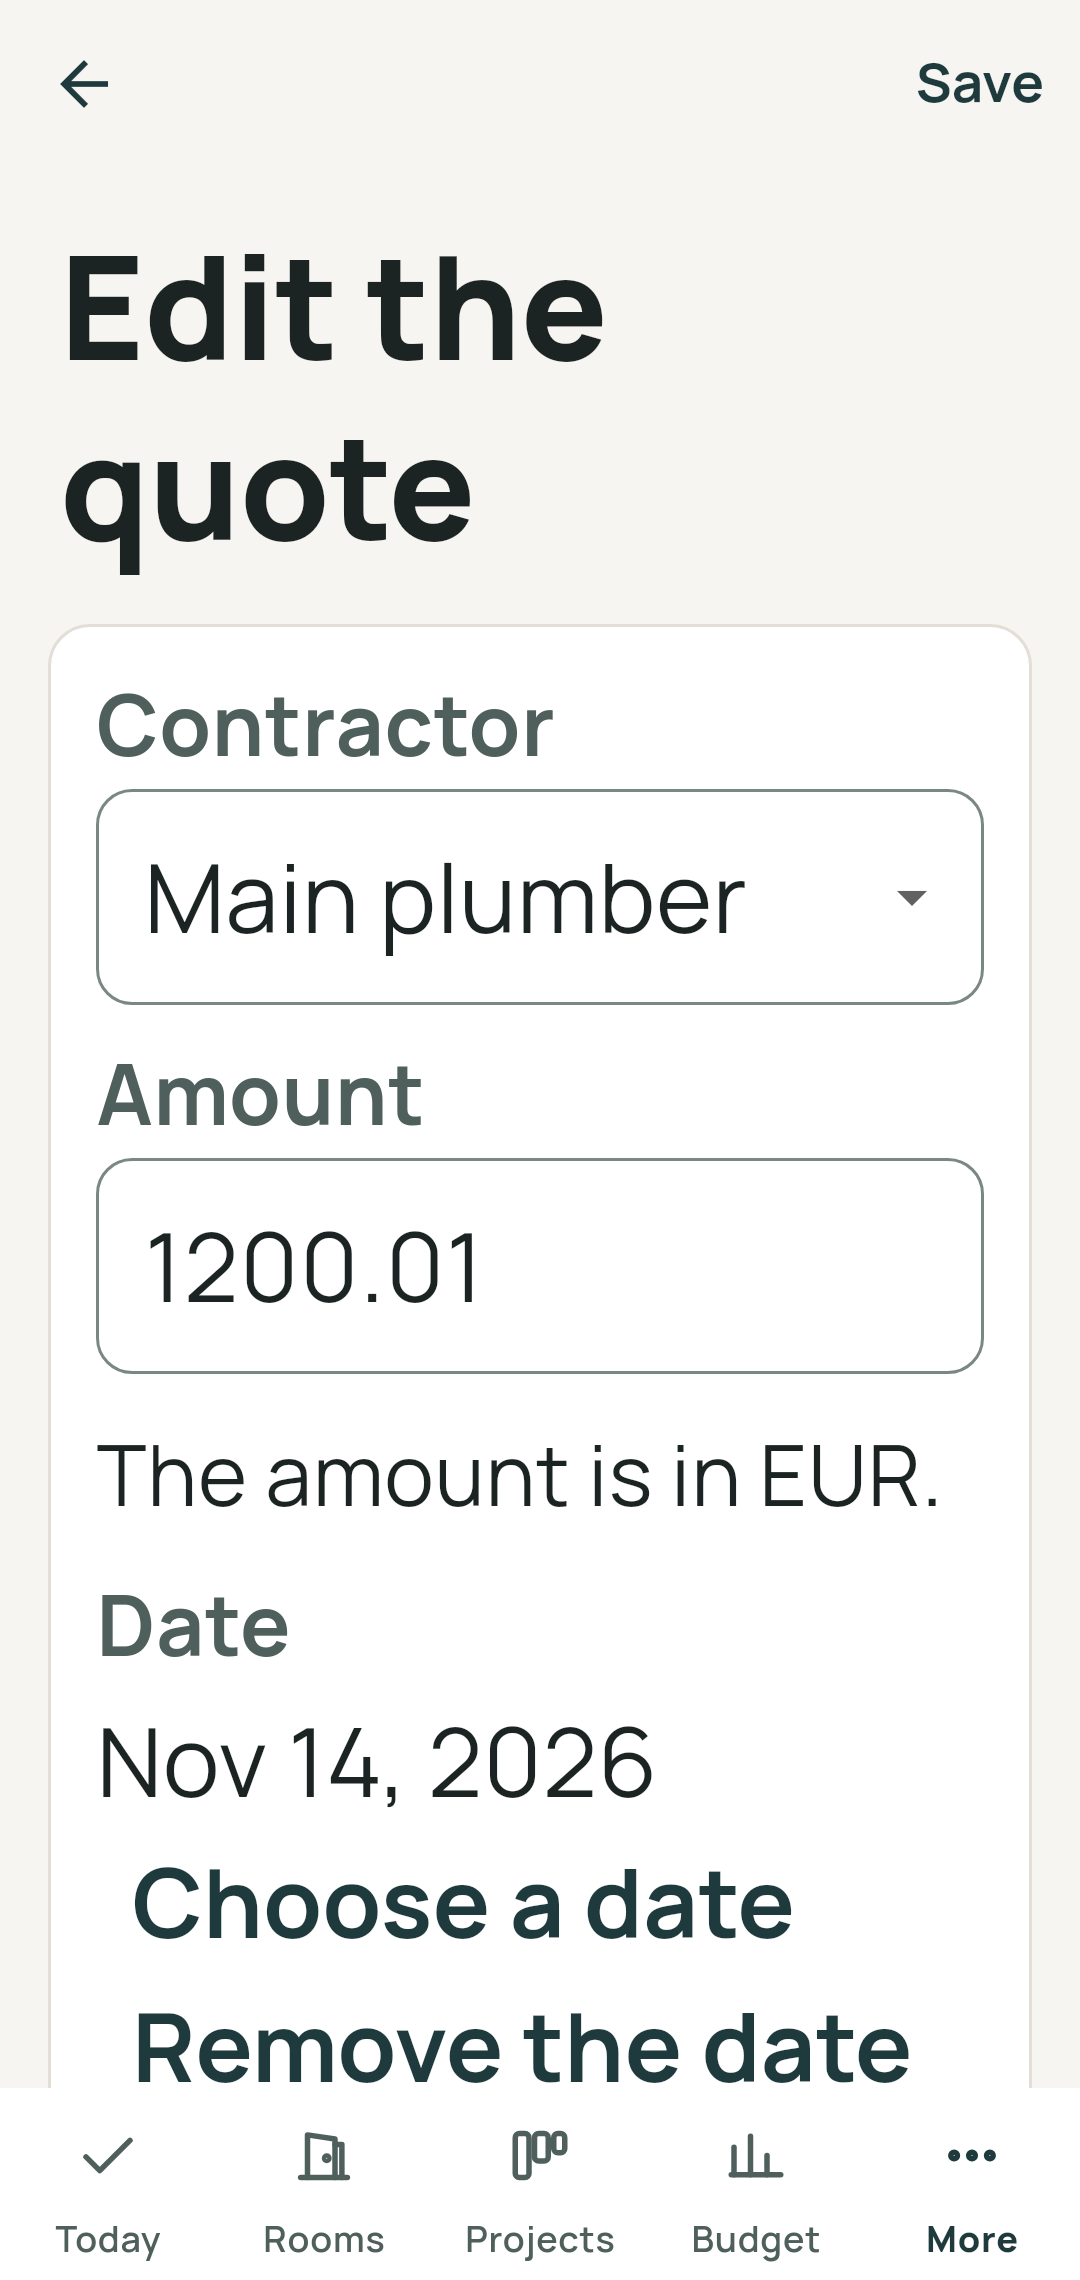 Save
Edit the
quote
Contractor
Main plumber
Amount
1200.01
The amount is in EUR.
Date
Nov 14, 2026
Choose a date
Remove the date
Today
Rooms
Projects
Budget
More